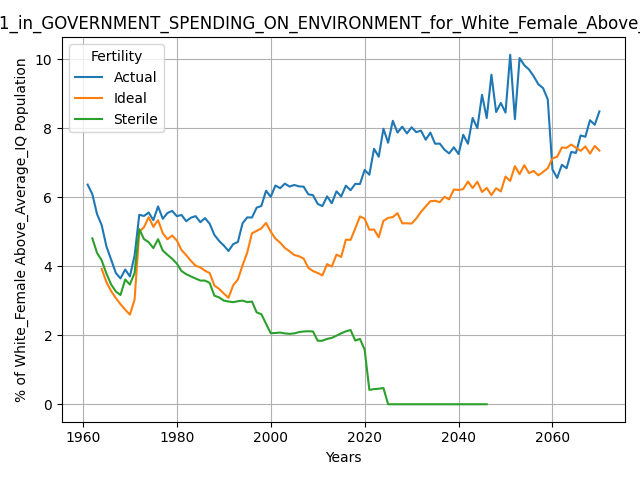 1_in_GOVERNMENT_SPENDING_ON_ENVIRONMENT_for_White_Female_Above_
Fertility
Actual
Ideal
Sterile
% of White_Female Above_Average_IQ Population
10
8
6
4
2
0
1960 1980 2000 2020 2040 2060
Years